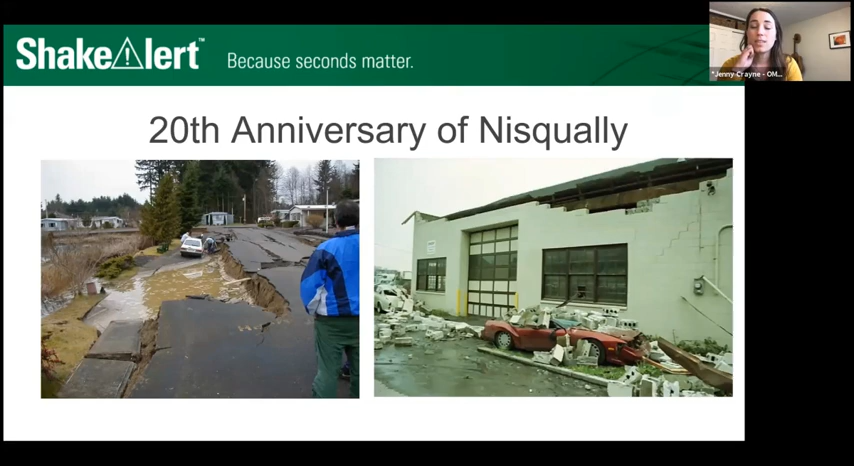 ShakeAlert™ Because seconds matter.
*Jenny Crayne - OM...
20th Anniversary of Nisqually